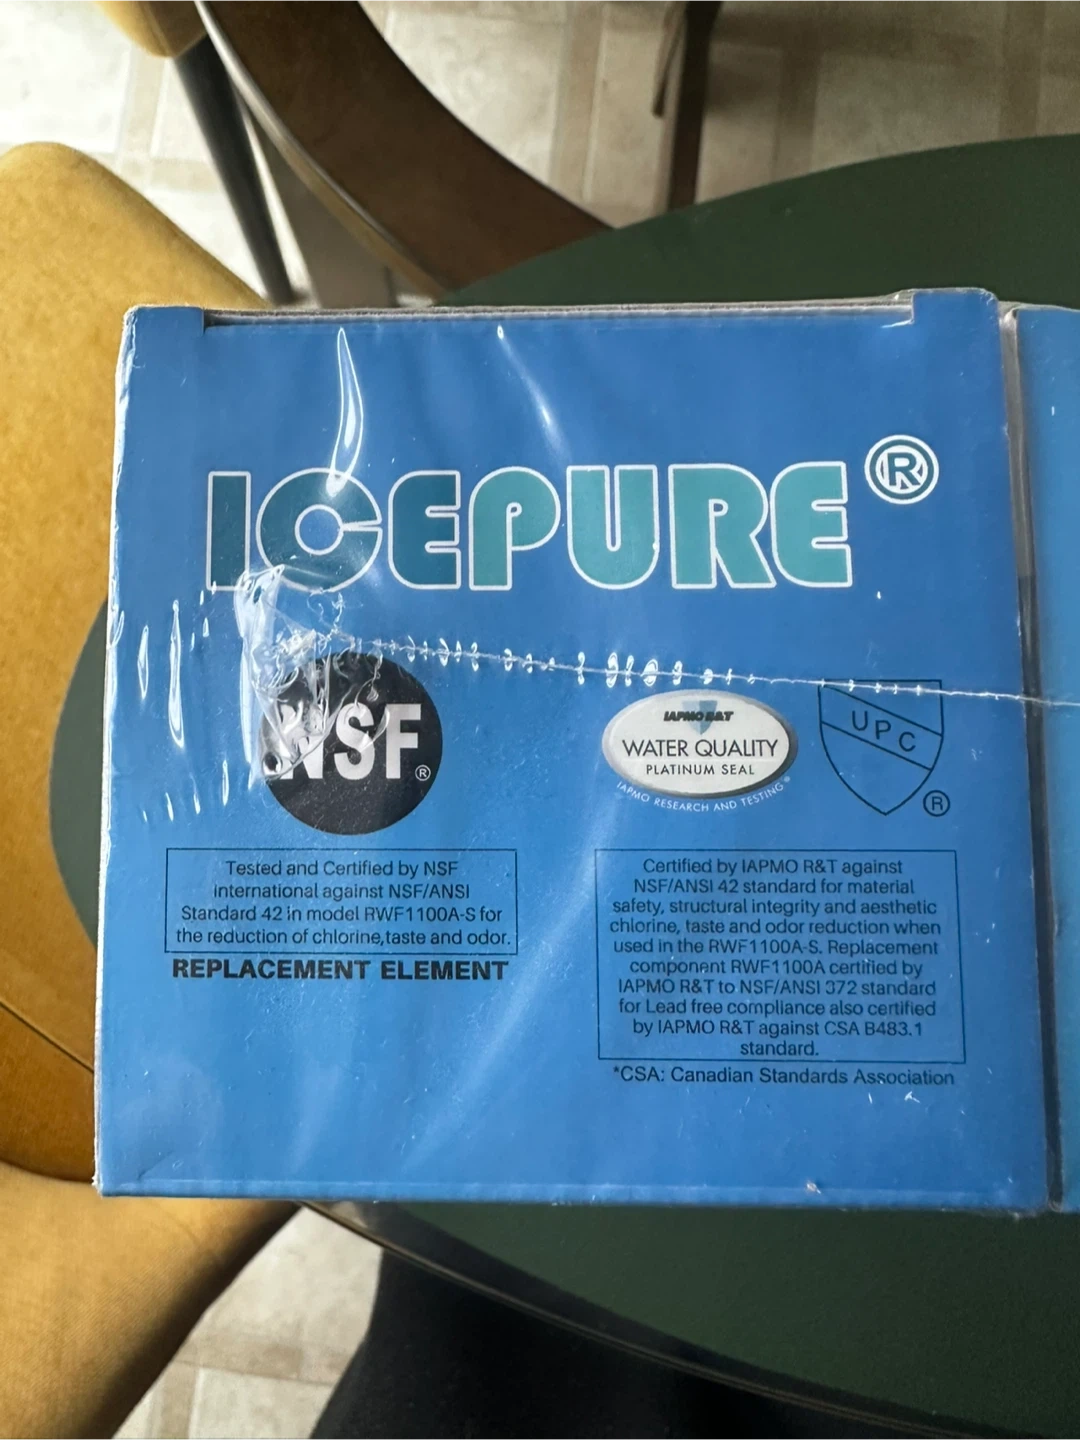 ICEPURE®
NSF®
IAPMO R&T
WATER QUALITY
PLATINUM SEAL
IAPMO RESEARCH AND TESTING®
UPC®
Tested and Certified by NSF
international against NSF/ANSI
Standard 42 in model RWF1100A-S for
the reduction of chlorine,taste and odor.
REPLACEMENT ELEMENT
Certified by IAPMO R&T against
NSF/ANSI 42 standard for material
safety, structural integrity and aesthetic
chlorine, taste and odor reduction when
used in the RWF1100A-S. Replacement
component RWF1100A certified by
IAPMO R&T to NSF/ANSI 372 standard
for Lead free compliance also certified
by IAPMO R&T against CSA B483.1
standard.
*CSA: Canadian Standards Association